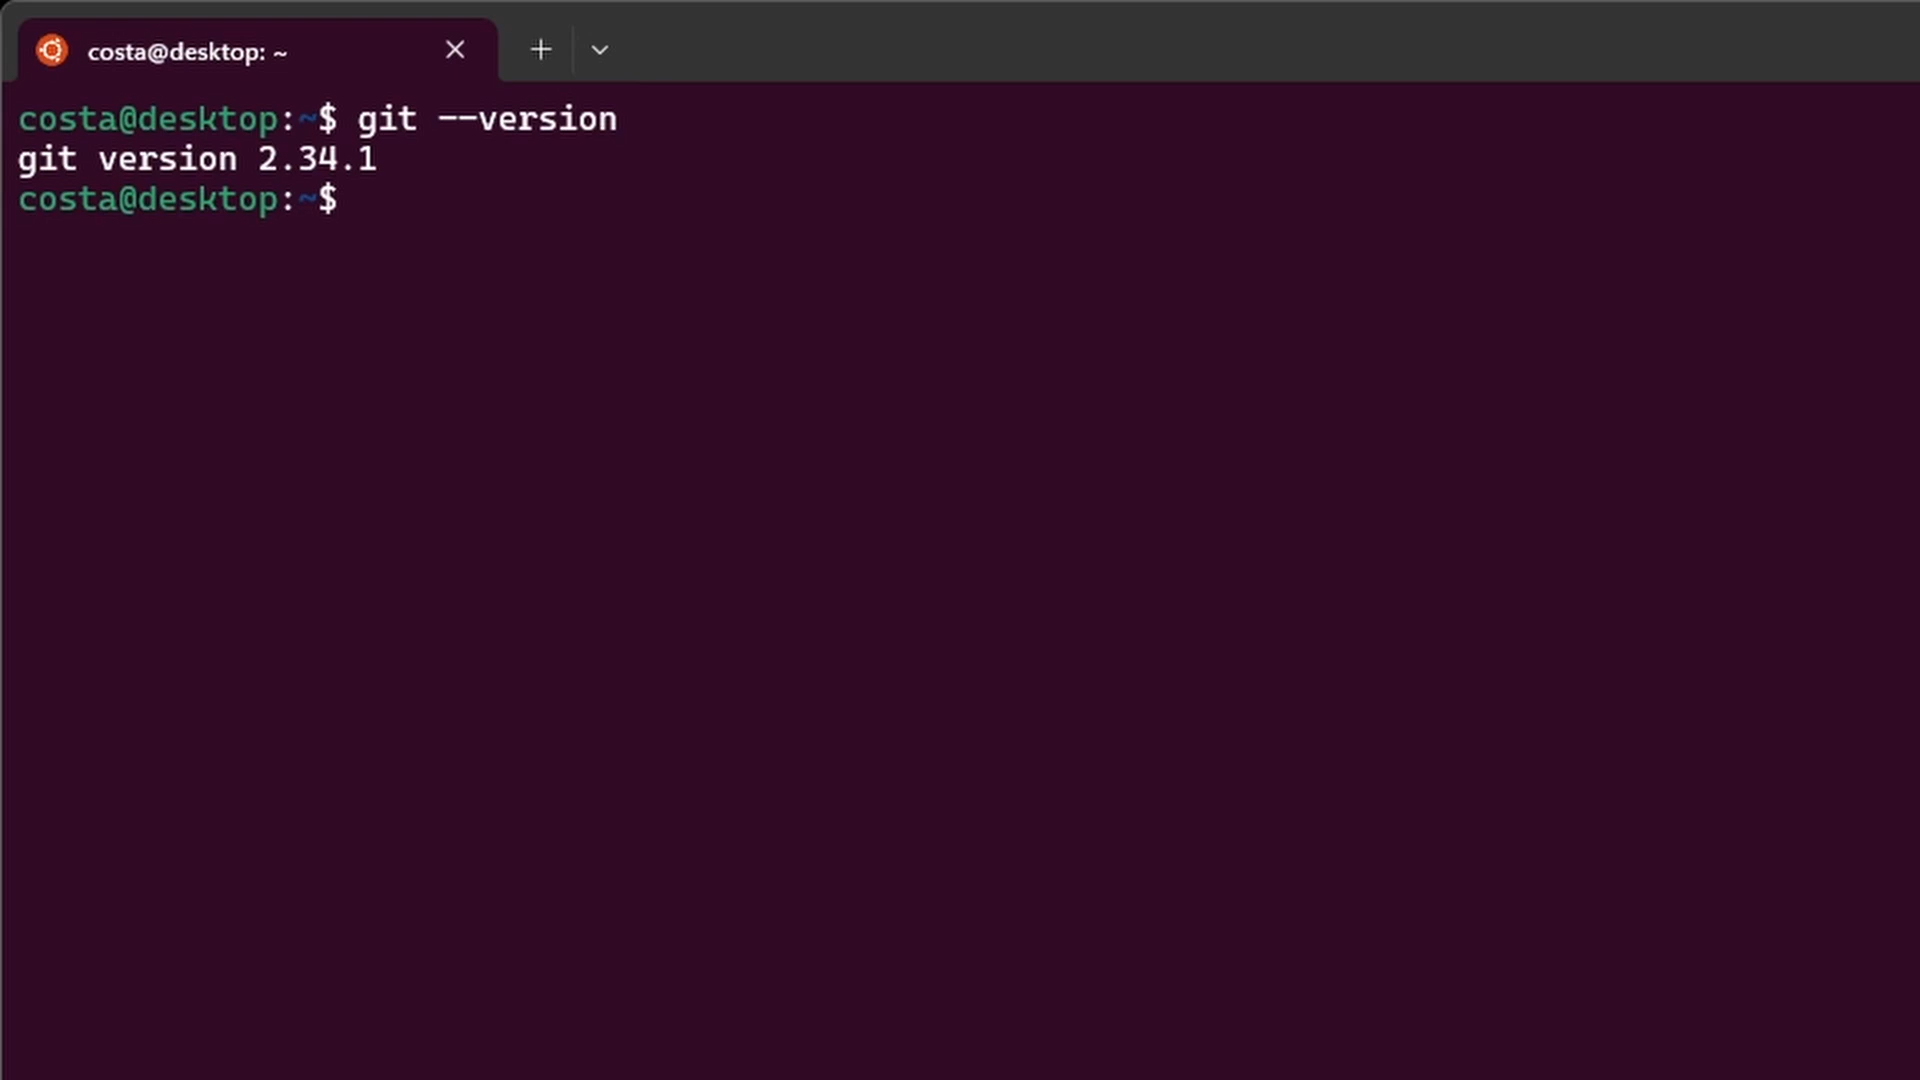 costa@desktop: ~
costa@desktop:~$ git --version
git version 2.34.1
costa@desktop:~$